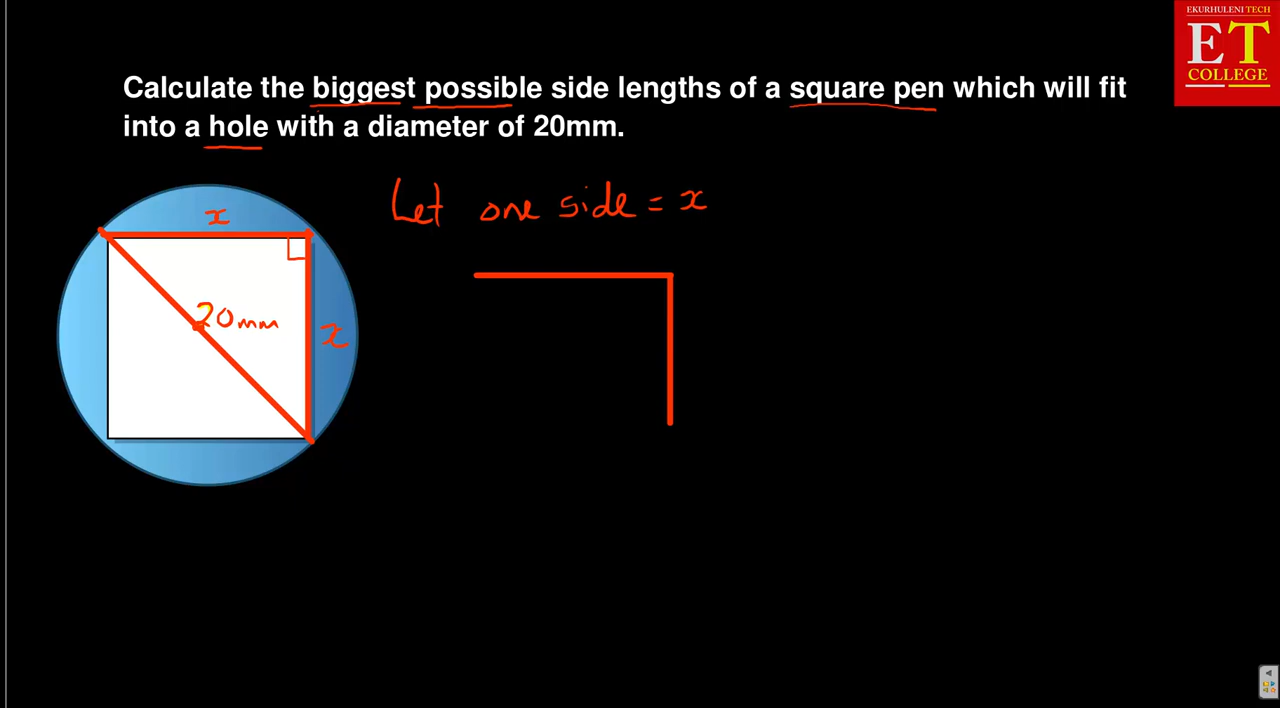 EKURHULENI TECH
ET
COLLEGE
Calculate the biggest possible side lengths of a square pen which will fit
into a hole with a diameter of 20mm.
Let one side = x
x
20mm
x